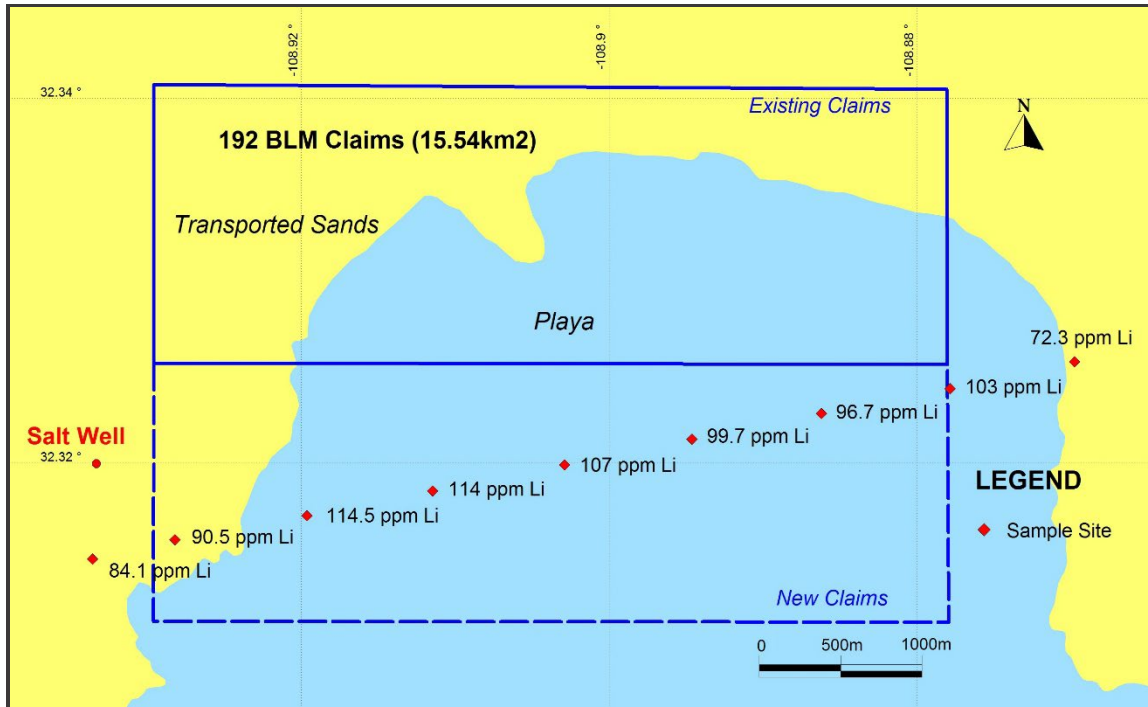 -108.92 °
-108.9 °
-108.88 °
32.34 °
Existing Claims
N
192 BLM Claims (15.54km2)
Transported Sands
Playa
72.3 ppm Li
103 ppm Li
96.7 ppm Li
Salt Well
99.7 ppm Li
32.32 °
107 ppm Li
114 ppm Li
LEGEND
114.5 ppm Li
90.5 ppm Li
Sample Site
84.1 ppm Li
New Claims
0 500m 1000m